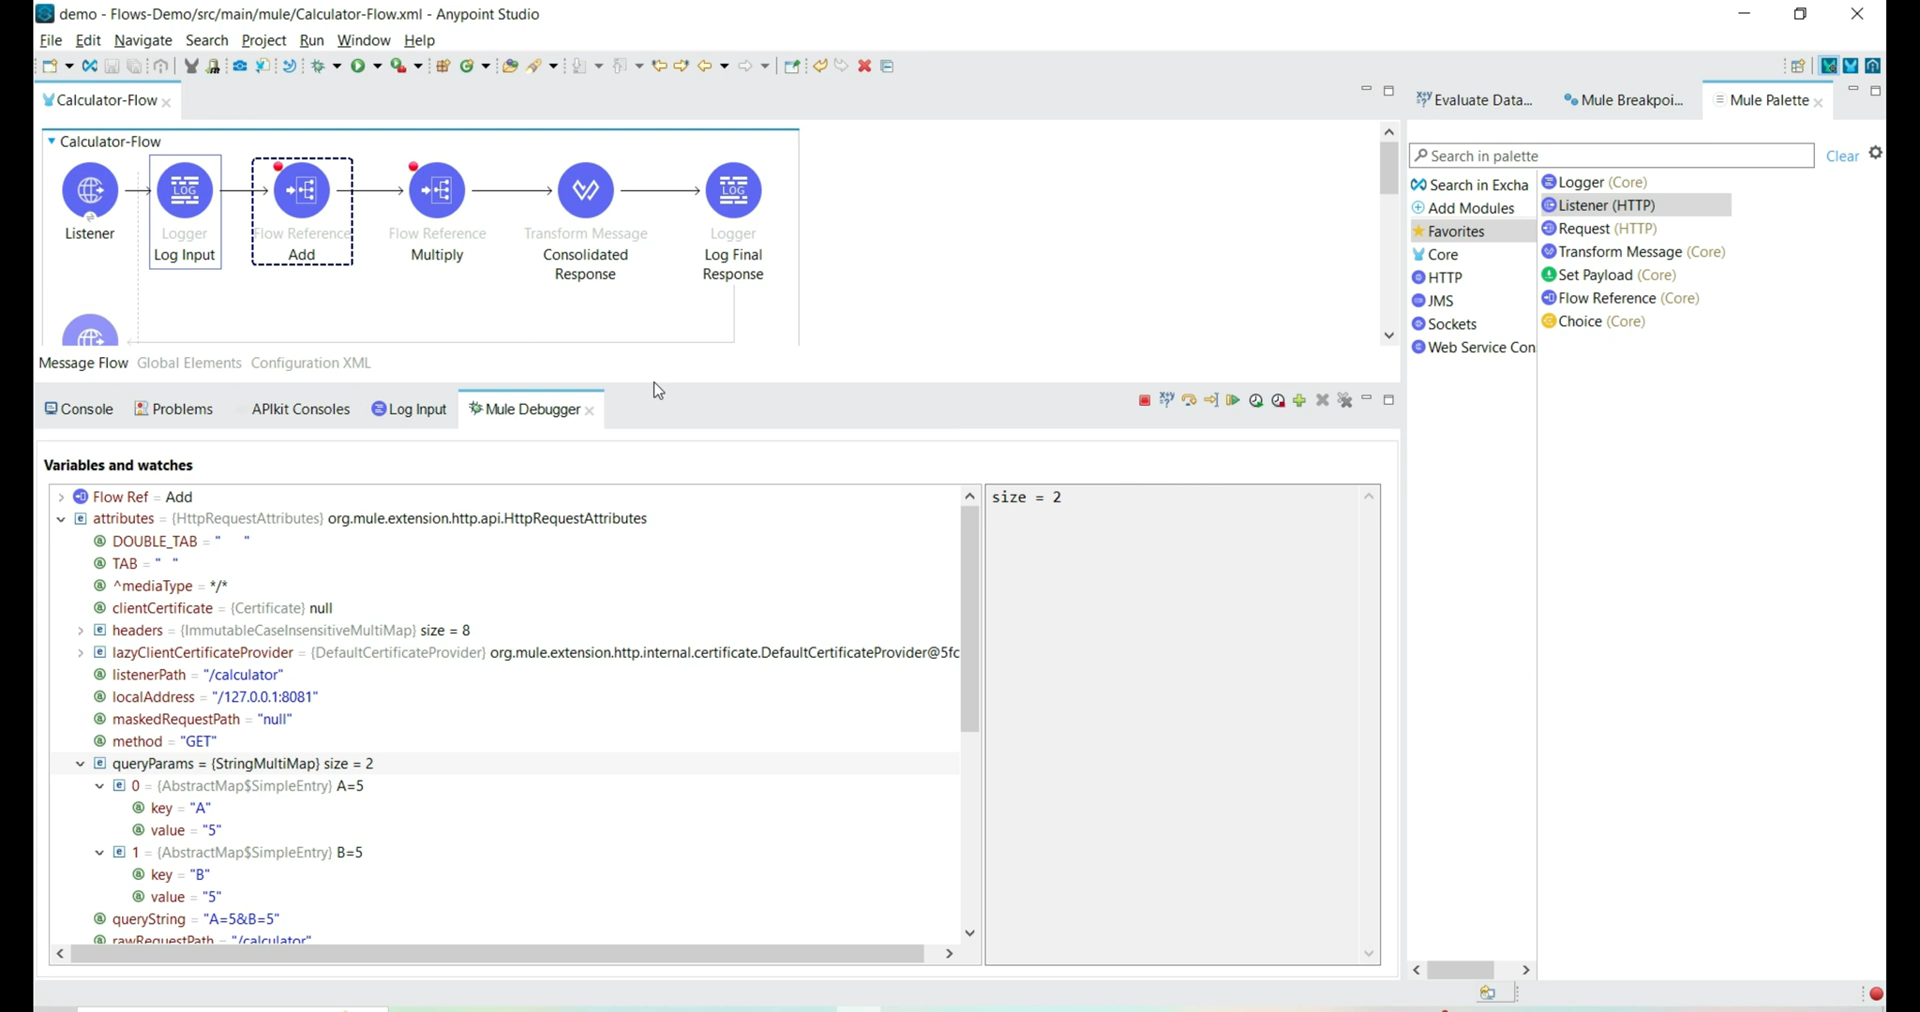 demo - Flows-Demo/src/main/mule/Calculator-Flow.xml - Anypoint Studio
File Edit Navigate Search Project Run Window Help
Calculator-Flow
Evaluate Data... Mule Breakpoi... Mule Palette
Calculator-Flow
Search in palette Clear
LOG LOG
Listener
Logger
Log Input
Flow Reference
Add
Flow Reference
Multiply
Transform Message
Consolidated
Response
Logger
Log Final
Response
Search in Excha
Add Modules
Favorites
Core
HTTP
JMS
Sockets
Web Service Con
Logger (Core)
Listener (HTTP)
Request (HTTP)
Transform Message (Core)
Set Payload (Core)
Flow Reference (Core)
Choice (Core)
Message Flow Global Elements Configuration XML
Console Problems APIkit Consoles Log Input Mule Debugger
Variables and watches
Flow Ref = Add
attributes = {HttpRequestAttributes} org.mule.extension.http.api.HttpRequestAttributes
DOUBLE_TAB = "    "
TAB = "  "
^mediaType = */*
clientCertificate = {Certificate} null
headers = {ImmutableCaseInsensitiveMultiMap} size = 8
lazyClientCertificateProvider = {DefaultCertificateProvider} org.mule.extension.http.internal.certificate.DefaultCertificateProvider@5fc
listenerPath = "/calculator"
localAddress = "/127.0.0.1:8081"
maskedRequestPath = "null"
method = "GET"
queryParams = {StringMultiMap} size = 2
0 = {AbstractMap$SimpleEntry} A=5
key = "A"
value = "5"
1 = {AbstractMap$SimpleEntry} B=5
key = "B"
value = "5"
queryString = "A=5&B=5"
rawRequestPath = "/calculator"
size = 2